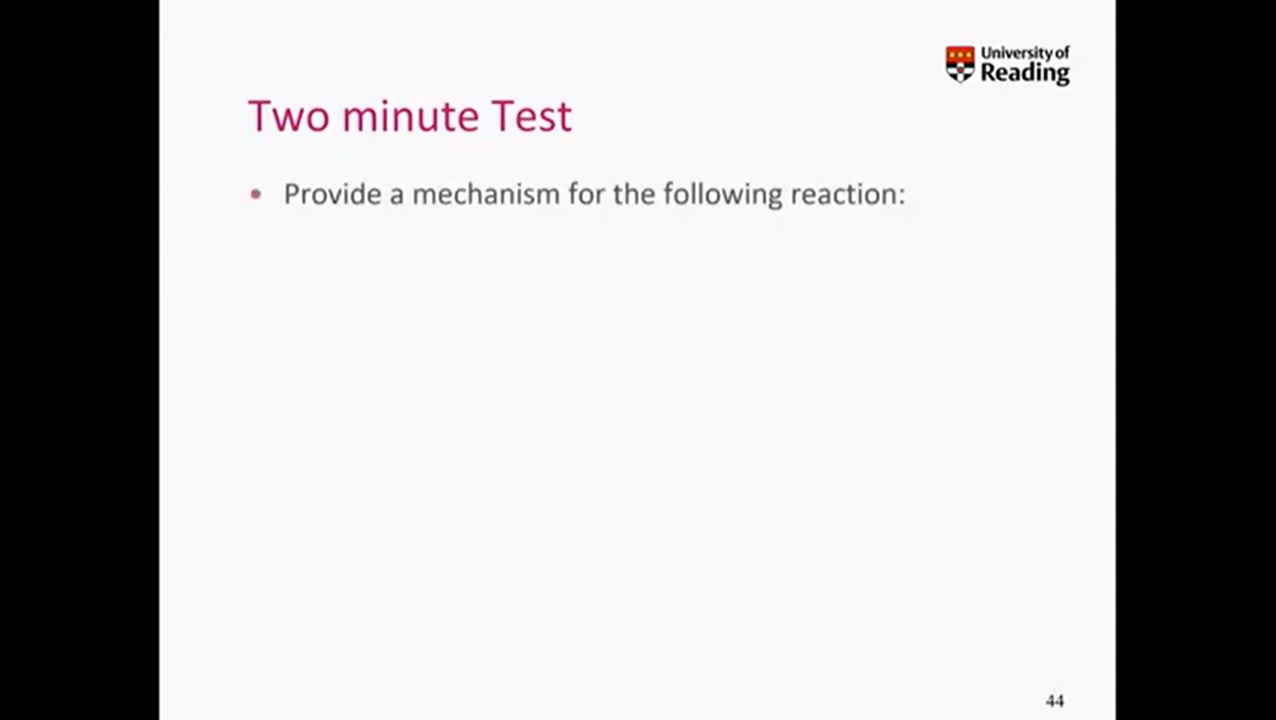 University of
Reading
Two minute Test
• Provide a mechanism for the following reaction:
44